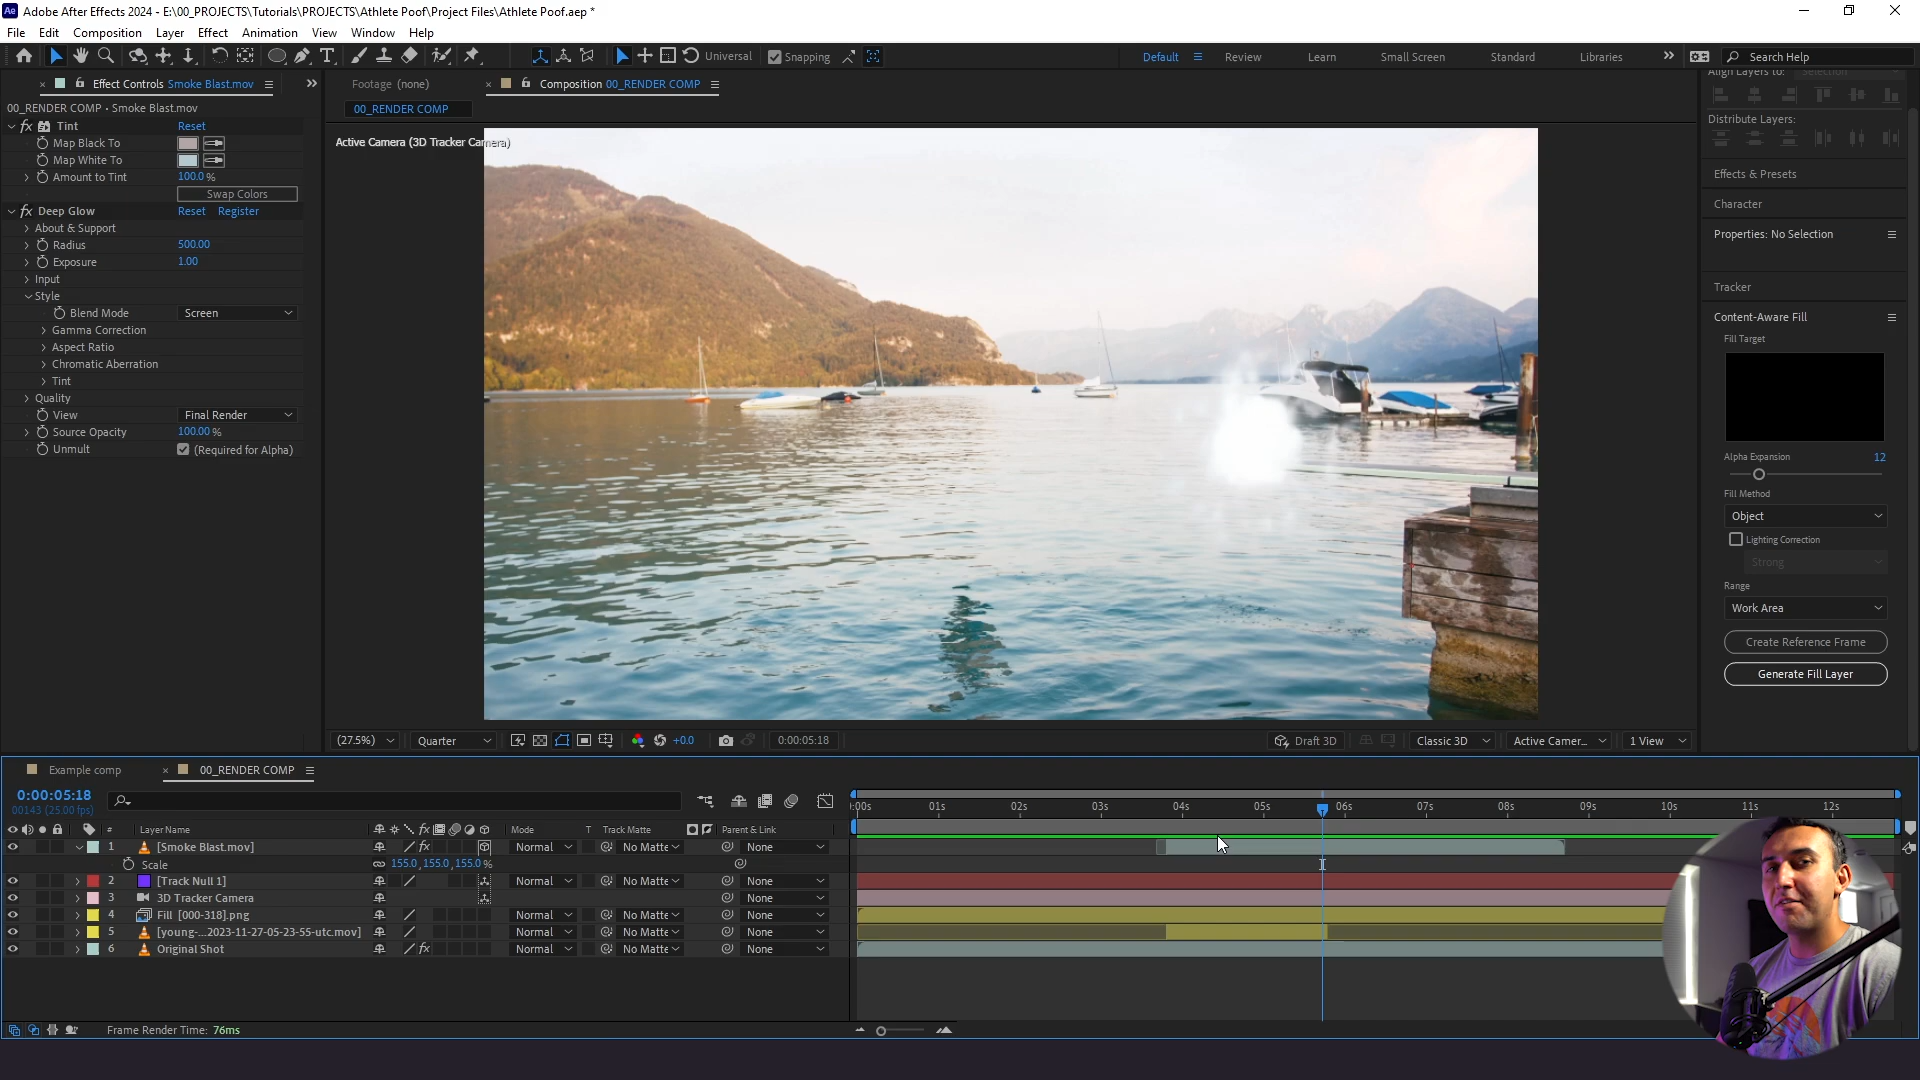 Ae Adobe After Effects 2024 - E:\00_PROJECTS\Tutorials\PROJECTS\Athlete Poof\Project Files\Athlete Poof.aep *
File Edit Composition Layer Effect Animation View Window Help
Universal Snapping Default Review Learn Small Screen Standard Libraries Search Help
Effect Controls Smoke Blast.mov
Footage (none)
Composition 00_RENDER COMP
00_RENDER COMP • Smoke Blast.mov
00_RENDER COMP
fx Tint Reset
Map Black To
Map White To
Amount to Tint 100.0 %
Swap Colors
fx Deep Glow Reset Register
About & Support
Radius 500.00
Exposure 1.00
Input
Style
Blend Mode Screen
Gamma Correction
Aspect Ratio
Chromatic Aberration
Tint
Quality
View Final Render
Source Opacity 100.00 %
Unmult (Required for Alpha)
Active Camera (3D Tracker Camera)
Align Layers to: Selection
Distribute Layers:
Effects & Presets
Character
Properties: No Selection
Tracker
Content-Aware Fill
Fill Target
Alpha Expansion 12
Fill Method
Object
Lighting Correction
Strong
Range
Work Area
Create Reference Frame
Generate Fill Layer
(27.5%) Quarter +0.0 0:00:05:18 Draft 3D Classic 3D Active Camer... 1 View
Example comp 00_RENDER COMP
0:00:05:18
00143 (25.00 fps)
:00s 01s 02s 03s 04s 05s 06s 07s 08s 09s 10s 11s 12s
# Layer Name fx Mode T Track Matte Parent & Link
1 [Smoke Blast.mov] fx Normal No Matte None
Scale 155.0,155.0,155.0 %
2 [Track Null 1] Normal No Matte None
3 3D Tracker Camera None
4 Fill [000-318].png Normal No Matte None
5 [young-...2023-11-27-05-23-55-utc.mov] Normal No Matte None
6 Original Shot fx Normal No Matte None
Frame Render Time: 76ms